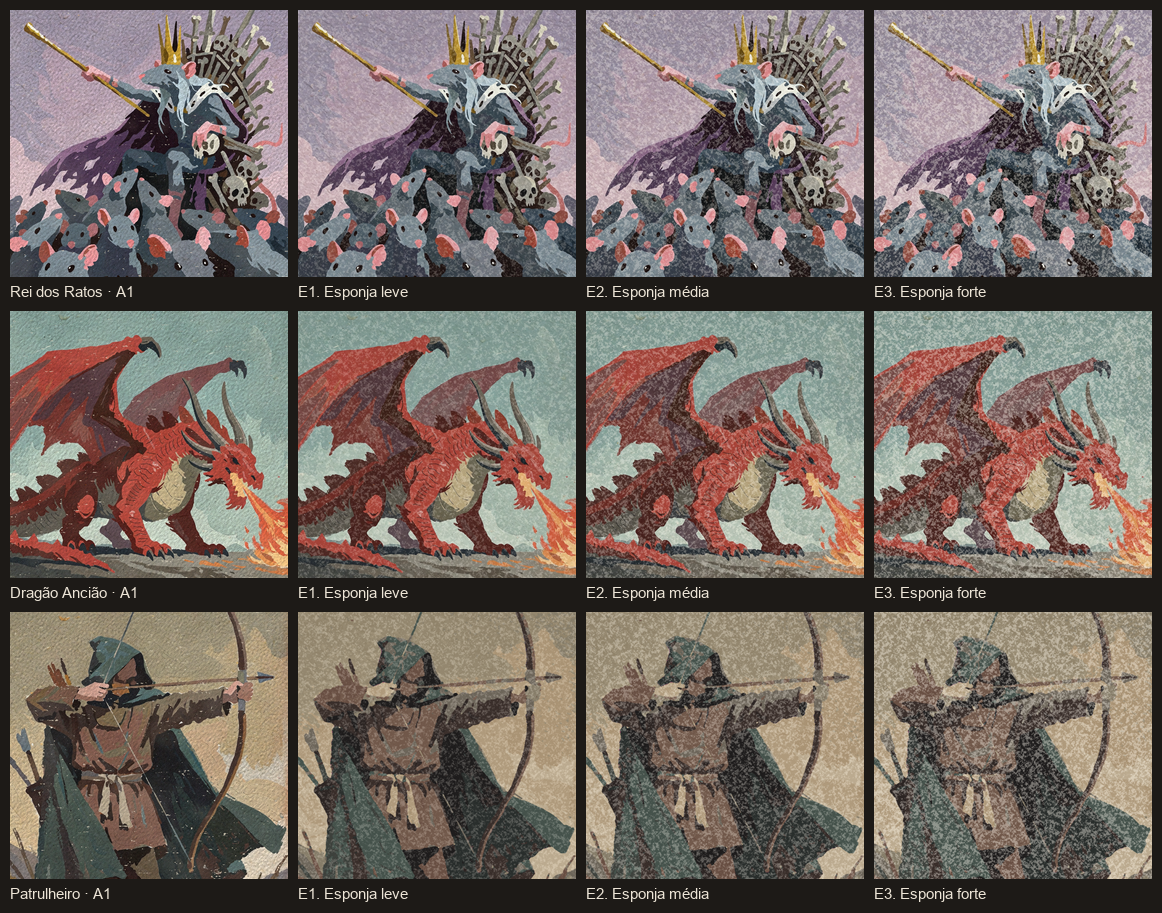 Rei dos Ratos · A1
E1. Esponja leve
E2. Esponja média
E3. Esponja forte
Dragão Ancião · A1
E1. Esponja leve
E2. Esponja média
E3. Esponja forte
Patrulheiro · A1
E1. Esponja leve
E2. Esponja média
E3. Esponja forte